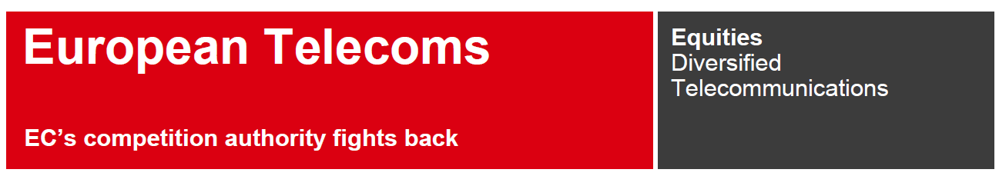 European Telecoms
EC’s competition authority fights back
Equities
Diversified
Telecommunications